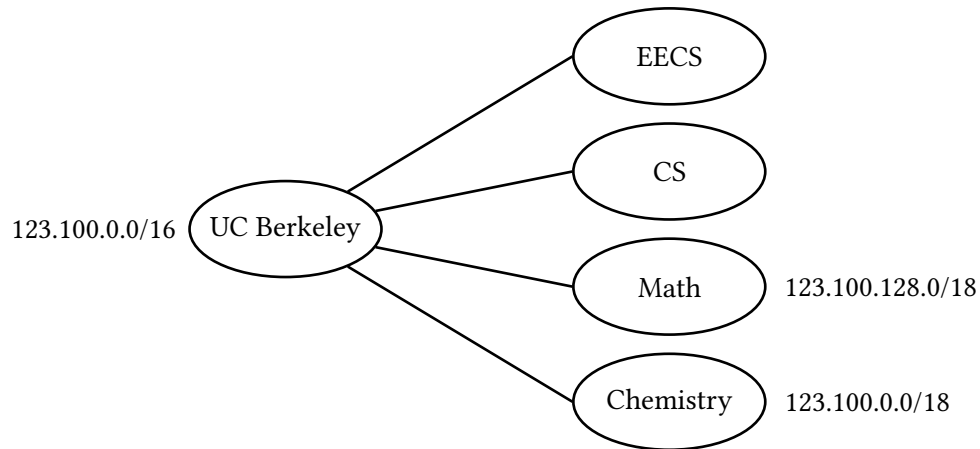 EECS
CS
123.100.0.0/16
UC Berkeley
Math
123.100.128.0/18
Chemistry
123.100.0.0/18